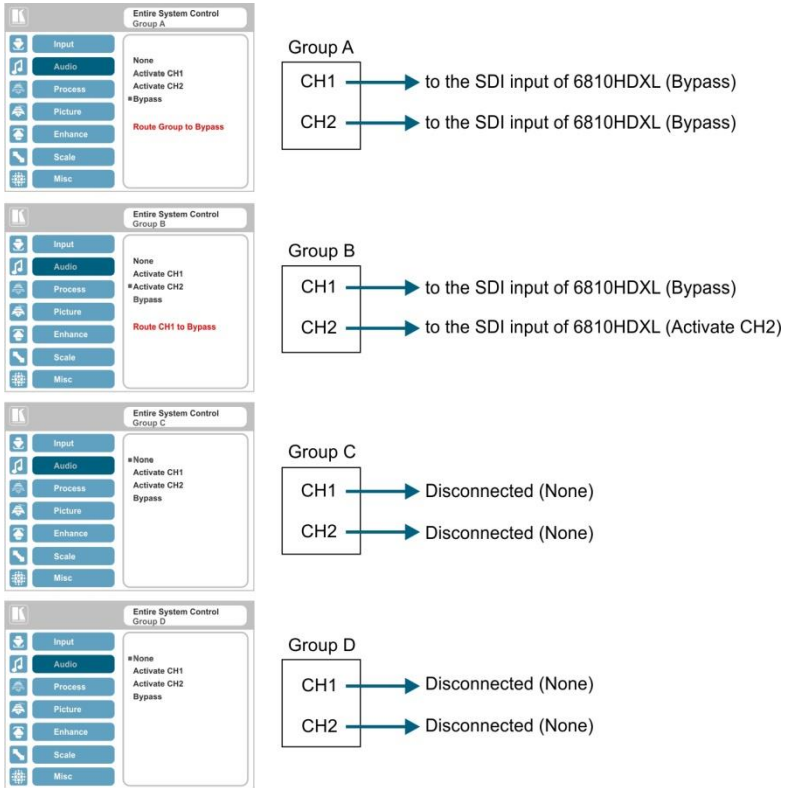 Entire System Control
Group A
Input
Audio
Process
Picture
Enhance
Scale
Misc
None
Activate CH1
Activate CH2
Bypass
Route Group to Bypass
Group A
CH1 to the SDI input of 6810HDXL (Bypass)
CH2 to the SDI input of 6810HDXL (Bypass)
Entire System Control
Group B
Input
Audio
Process
Picture
Enhance
Scale
Misc
None
Activate CH1
Activate CH2
Bypass
Route CH1 to Bypass
Group B
CH1 to the SDI input of 6810HDXL (Bypass)
CH2 to the SDI input of 6810HDXL (Activate CH2)
Entire System Control
Group C
Input
Audio
Process
Picture
Enhance
Scale
Misc
None
Activate CH1
Activate CH2
Bypass
Group C
CH1 Disconnected (None)
CH2 Disconnected (None)
Entire System Control
Group D
Input
Audio
Process
Picture
Enhance
Scale
Misc
None
Activate CH1
Activate CH2
Bypass
Group D
CH1 Disconnected (None)
CH2 Disconnected (None)